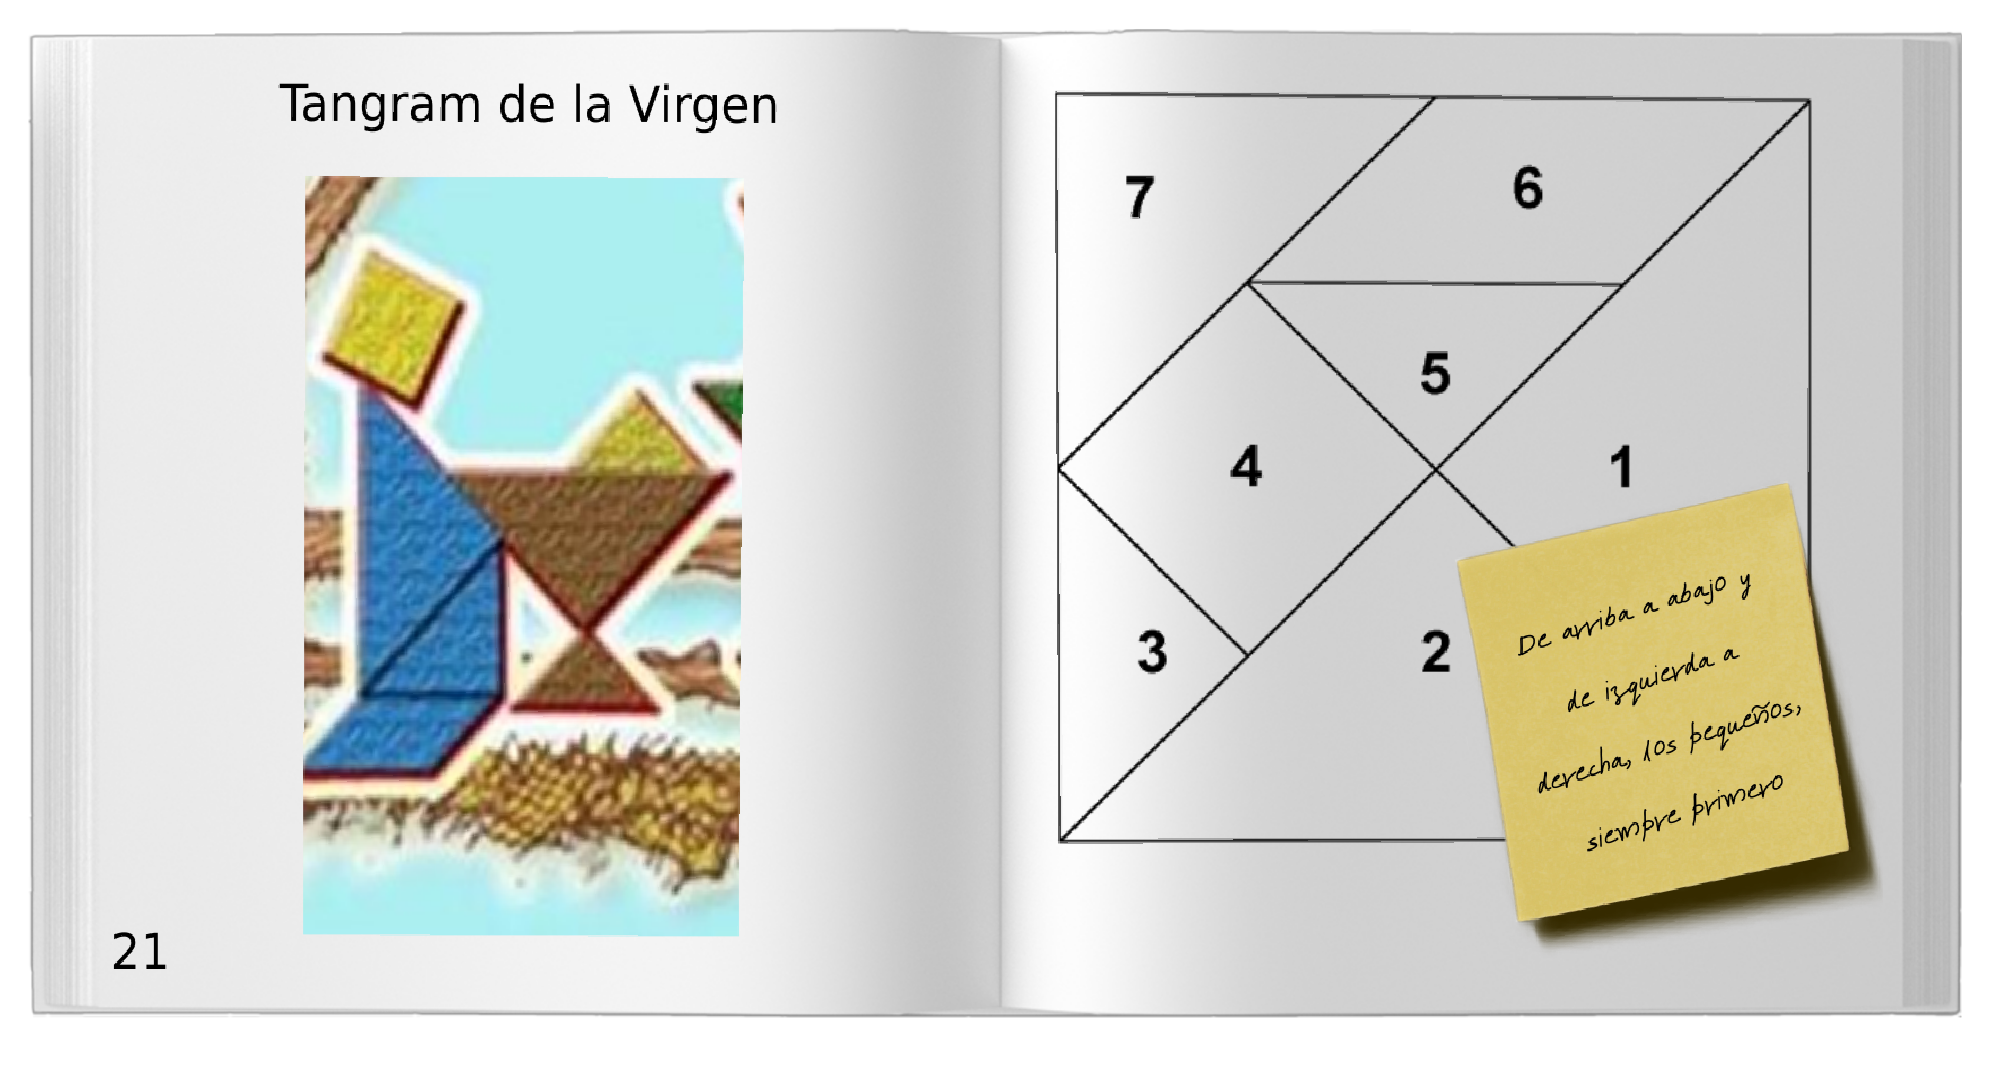 Tangram de la Virgen
21
7
6
5
4
1
3
2
De arriba a abajo y
de izquierda a
derecha, los pequeños,
siempre primero